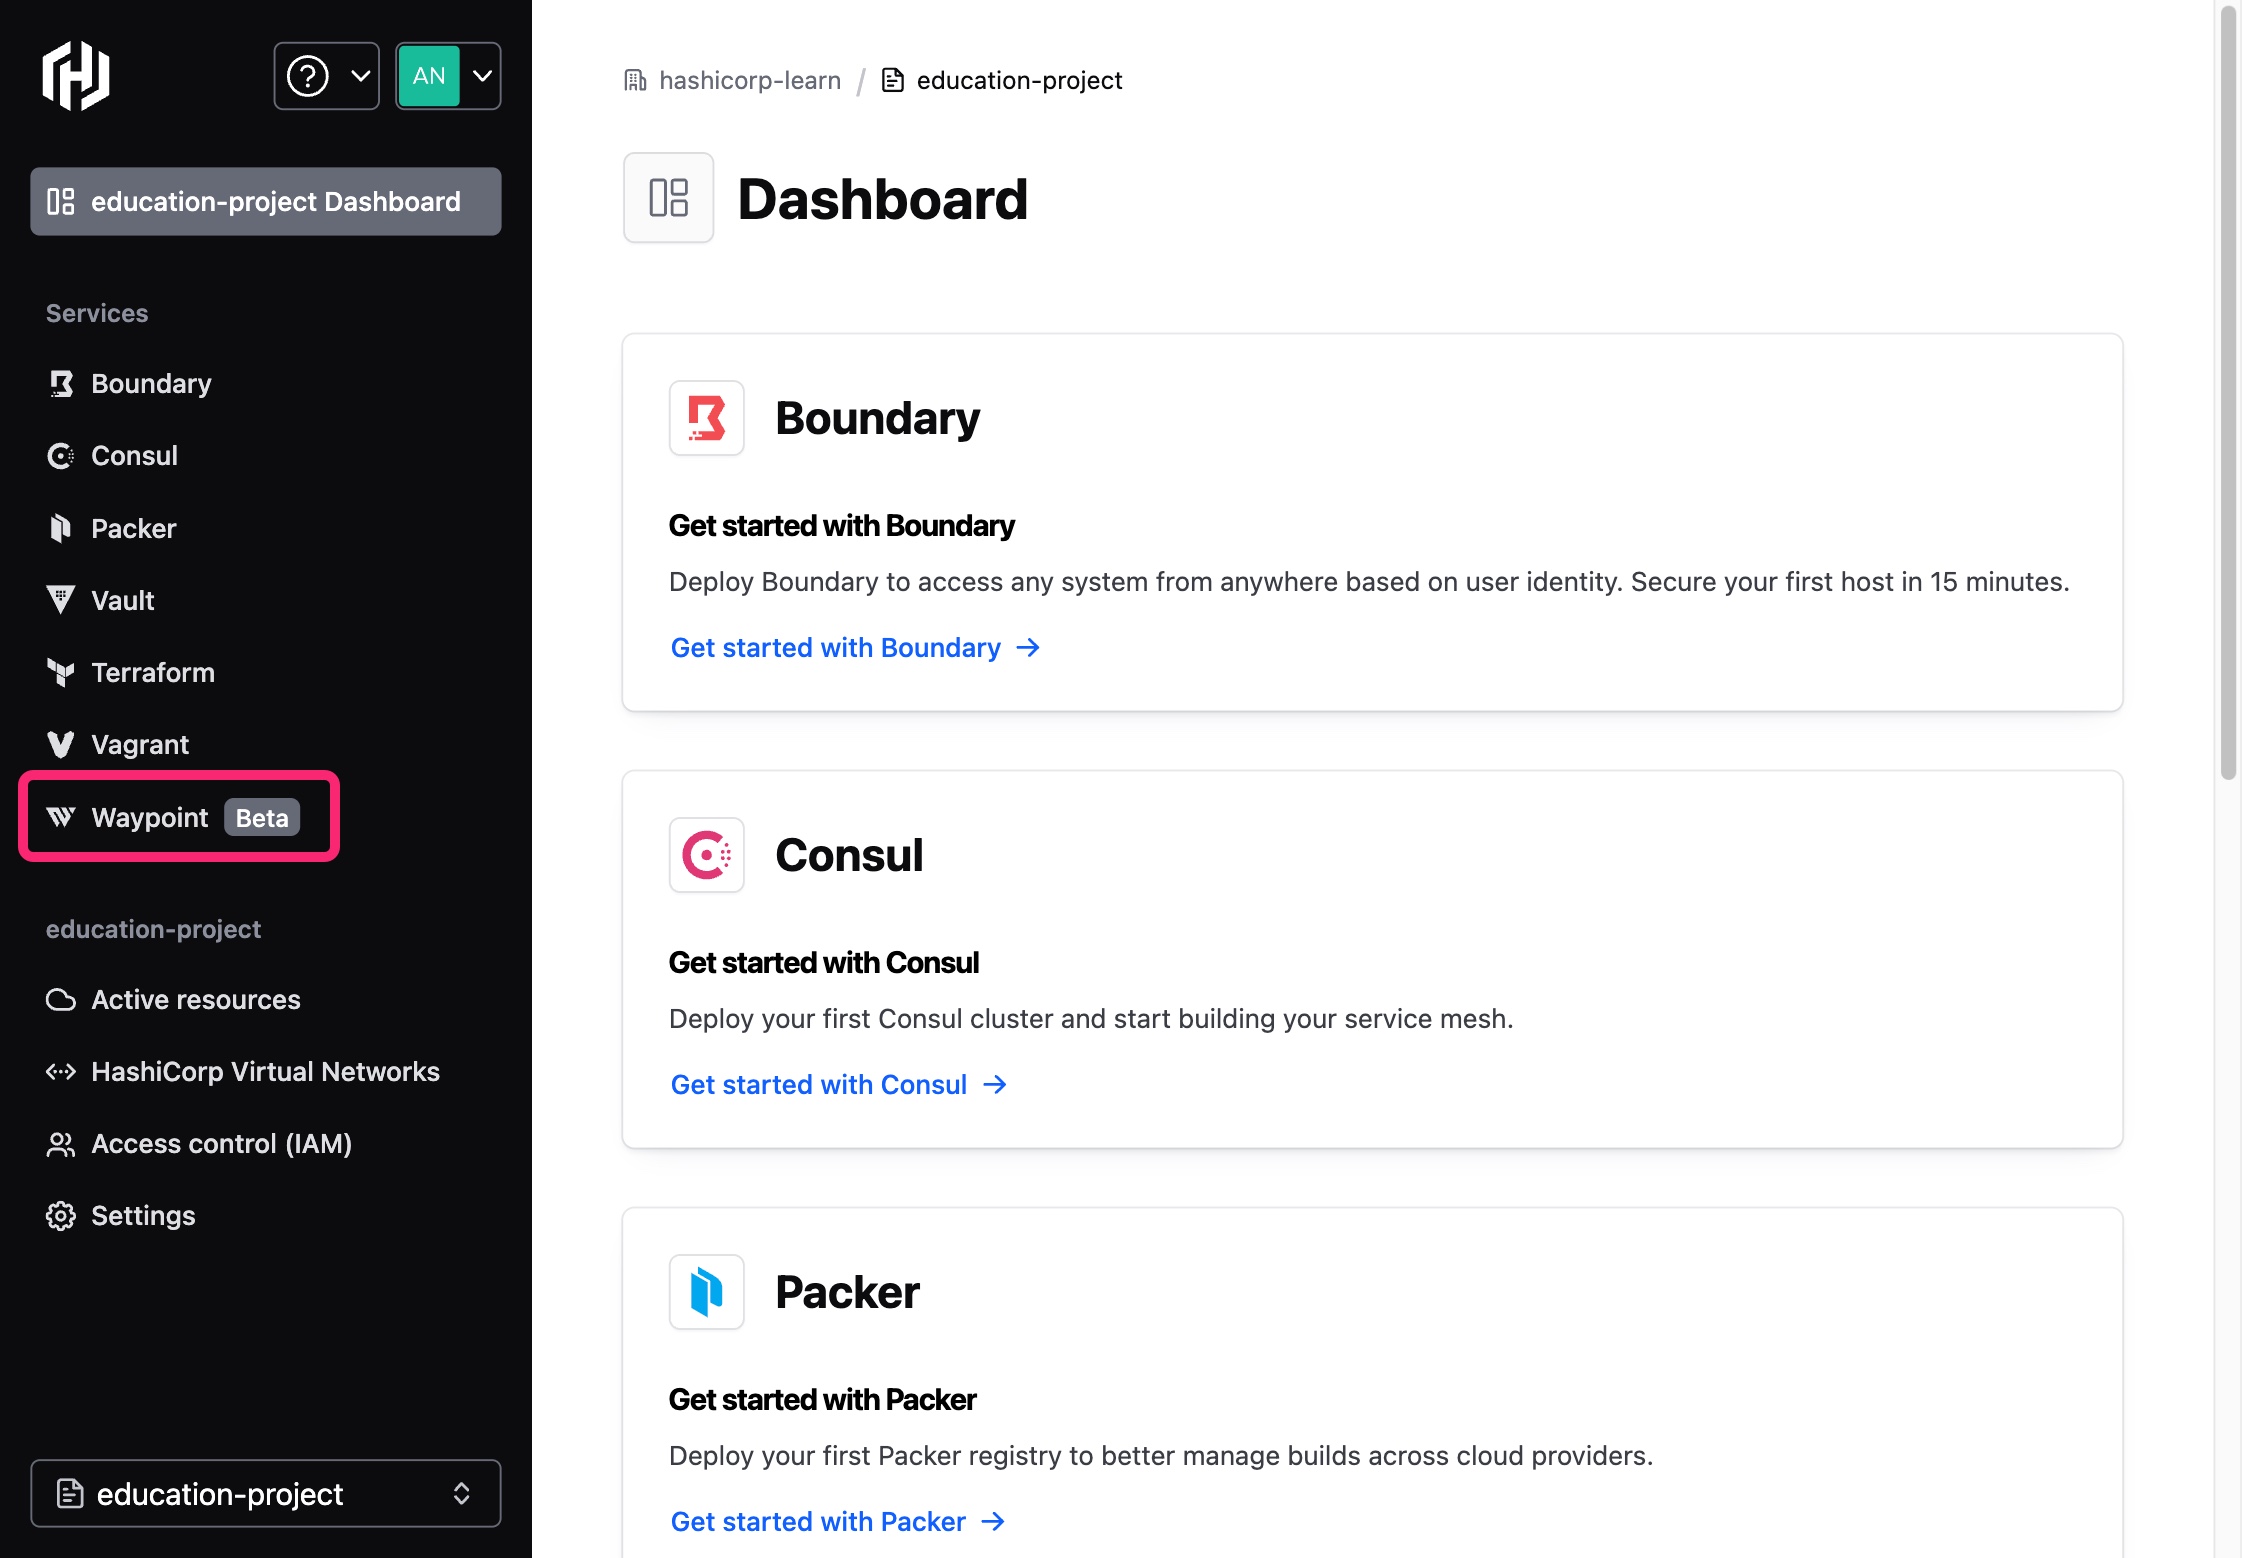 AN
education-project Dashboard
Services
Boundary
Consul
Packer
Vault
Terraform
Vagrant
Waypoint Beta
education-project
Active resources
HashiCorp Virtual Networks
Access control (IAM)
Settings
education-project
hashicorp-learn / education-project
Dashboard
Boundary
Get started with Boundary
Deploy Boundary to access any system from anywhere based on user identity. Secure your first host in 15 minutes.
Get started with Boundary →
Consul
Get started with Consul
Deploy your first Consul cluster and start building your service mesh.
Get started with Consul →
Packer
Get started with Packer
Deploy your first Packer registry to better manage builds across cloud providers.
Get started with Packer →